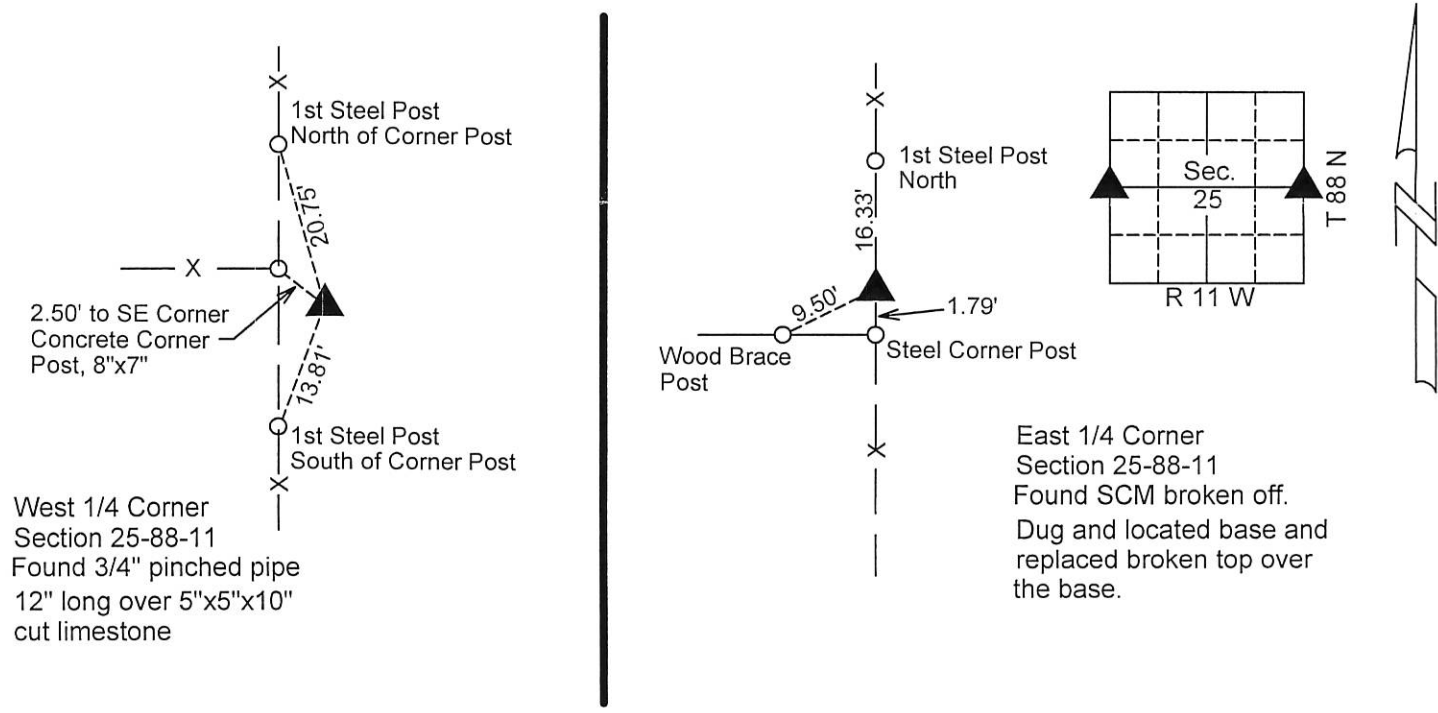 X
1st Steel Post
North of Corner Post
20.75'
X
2.50' to SE Corner
Concrete Corner
Post, 8"x7"
13.81'
1st Steel Post
South of Corner Post
X
West 1/4 Corner
Section 25-88-11
Found 3/4" pinched pipe
12" long over 5"x5"x10"
cut limestone
X
1st Steel Post
North
16.33'
9.50'
1.79'
Wood Brace
Post
Steel Corner Post
X
East 1/4 Corner
Section 25-88-11
Found SCM broken off.
Dug and located base and
replaced broken top over
the base.
Sec.
25
T 88 N
R 11 W
N